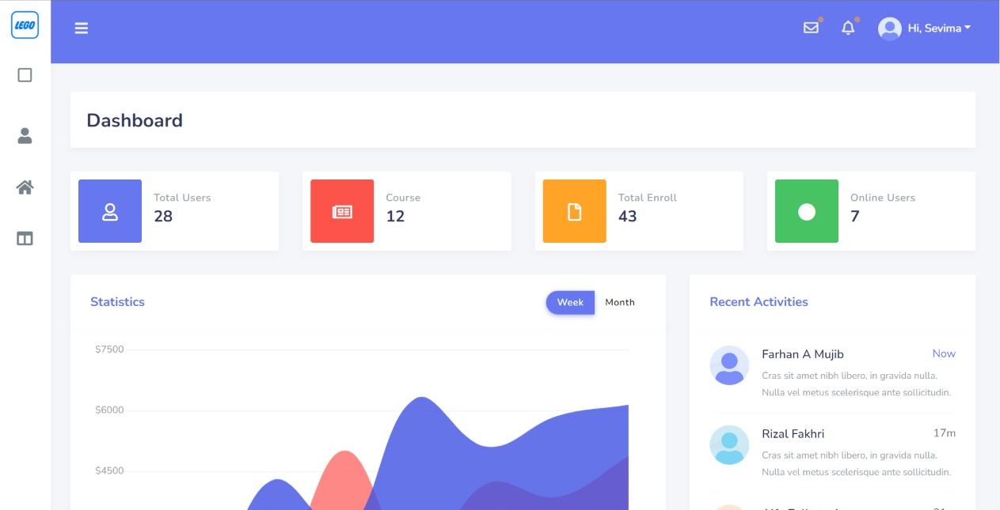 LEGO
Hi, Sevima
Dashboard
Total Users
28
Course
12
Total Enroll
43
Online Users
7
Statistics
Week
Month
$7500
$6000
$4500
Recent Activities
Farhan A Mujib
Now
Cras sit amet nibh libero, in gravida nulla.
Nulla vel metus scelerisque ante sollicitudin.
Rizal Fakhri
17m
Cras sit amet nibh libero, in gravida nulla.
Nulla vel metus scelerisque ante sollicitudin.